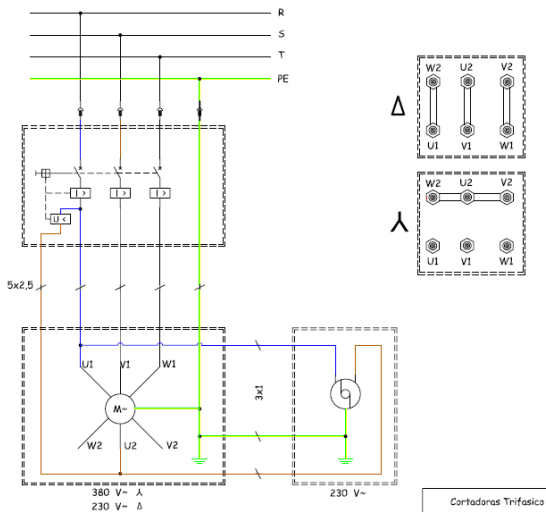 R
S
T
PE
W2 U2 V2
U1 V1 W1
W2 U2 V2
U1 V1 W1
I > I > I >
U <
5x2,5
U1 V1 W1
M~
W2 U2 V2
3x1
380 V~ ⅄
230 V~ Δ
230 V~
Cortadoras Trifasico